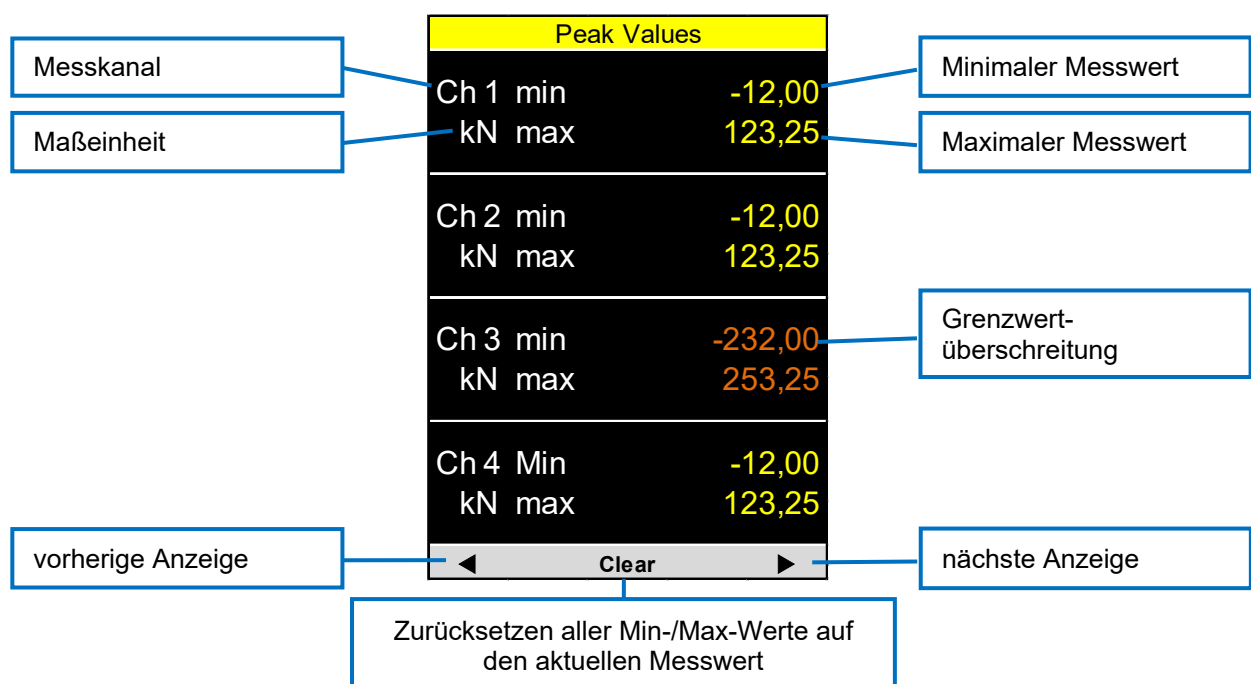 Peak Values
Messkanal
Minimaler Messwert
Ch 1 min -12,00
Maßeinheit
kN max 123,25
Maximaler Messwert
Ch 2 min -12,00
kN max 123,25
Ch 3 min -232,00
kN max 253,25
Grenzwert-
überschreitung
Ch 4 Min -12,00
kN max 123,25
vorherige Anzeige
◀ Clear ▶
nächste Anzeige
Zurücksetzen aller Min-/Max-Werte auf
den aktuellen Messwert